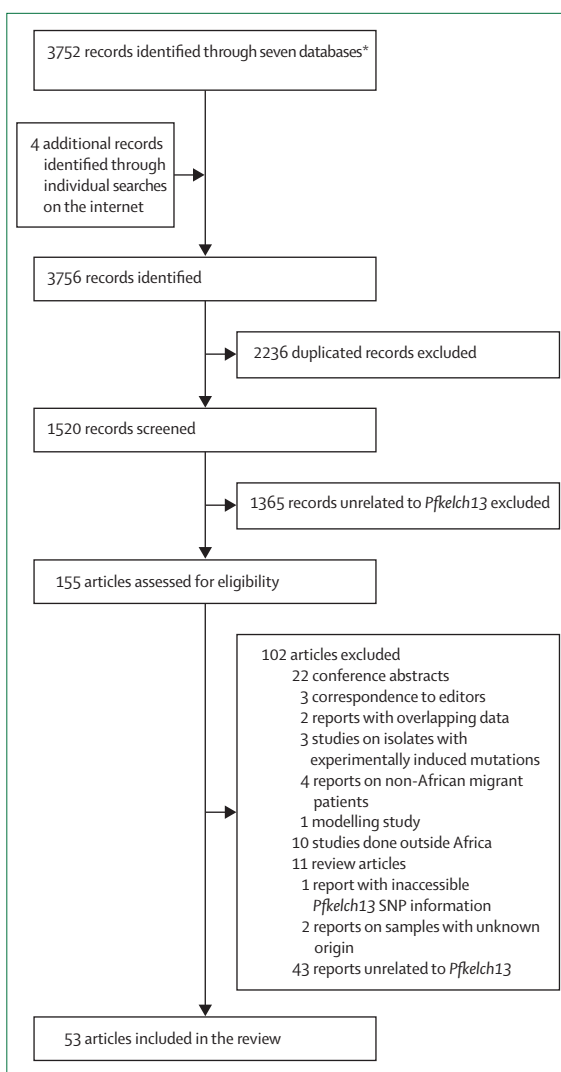 3752 records identified through seven databases*
4 additional records
identified through
individual searches
on the internet
3756 records identified
2236 duplicated records excluded
1520 records screened
1365 records unrelated to Pfkelch13 excluded
155 articles assessed for eligibility
102 articles excluded
22 conference abstracts
3 correspondence to editors
2 reports with overlapping data
3 studies on isolates with
experimentally induced mutations
4 reports on non-African migrant
patients
1 modelling study
10 studies done outside Africa
11 review articles
1 report with inaccessible
Pfkelch13 SNP information
2 reports on samples with unknown
origin
43 reports unrelated to Pfkelch13
53 articles included in the review